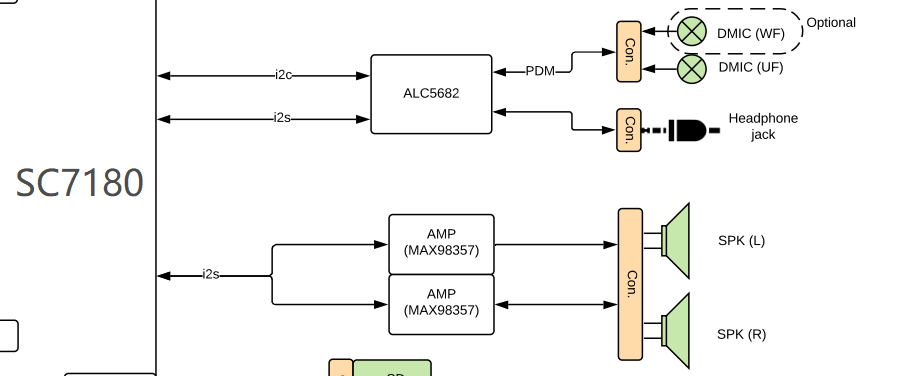 Optional
DMIC (WF)
Con.
DMIC (UF)
PDM
i2c
ALC5682
i2s
Headphone
jack
Con.
SC7180
AMP
(MAX98357)
SPK (L)
i2s
Con.
AMP
(MAX98357)
SPK (R)